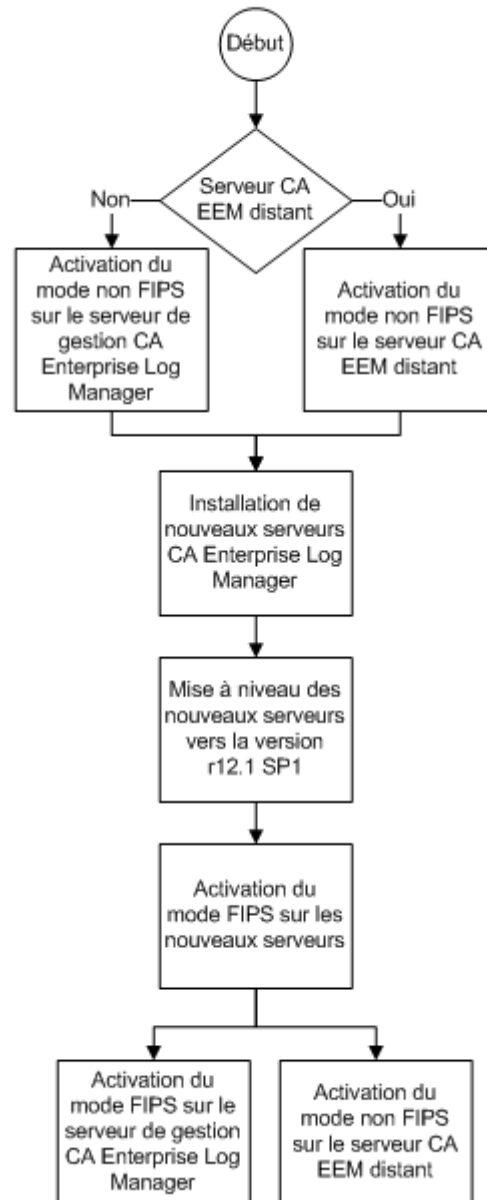 Début
Serveur CA
EEM distant
Non
Oui
Activation du
mode non FIPS
sur le serveur de
gestion CA
Enterprise Log
Manager
Activation du
mode non FIPS
sur le serveur CA
EEM distant
Installation de
nouveaux serveurs
CA Enterprise Log
Manager
Mise à niveau des
nouveaux serveurs
vers la version
r12.1 SP1
Activation du
mode FIPS sur les
nouveaux serveurs
Activation du
mode FIPS sur le
serveur de gestion
CA Enterprise Log
Manager
Activation du
mode non FIPS
sur le serveur CA
EEM distant